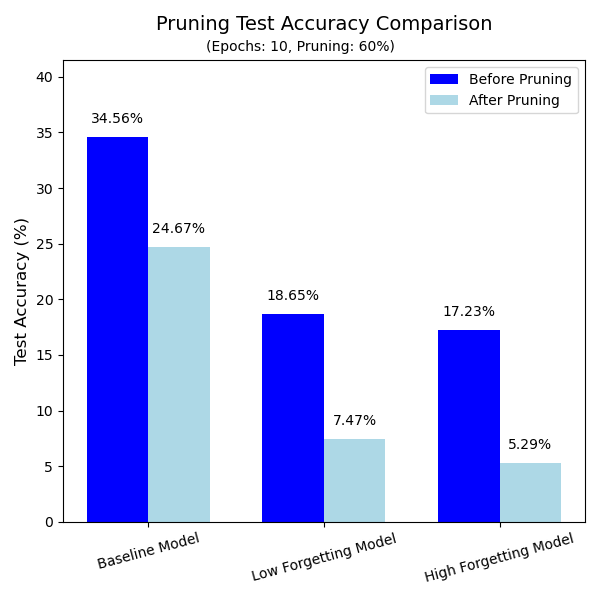 Pruning Test Accuracy Comparison
(Epochs: 10, Pruning: 60%)
Before Pruning
After Pruning
Test Accuracy (%)
40
35
30
25
20
15
10
5
0
34.56%
24.67%
18.65%
7.47%
17.23%
5.29%
Baseline Model
Low Forgetting Model
High Forgetting Model